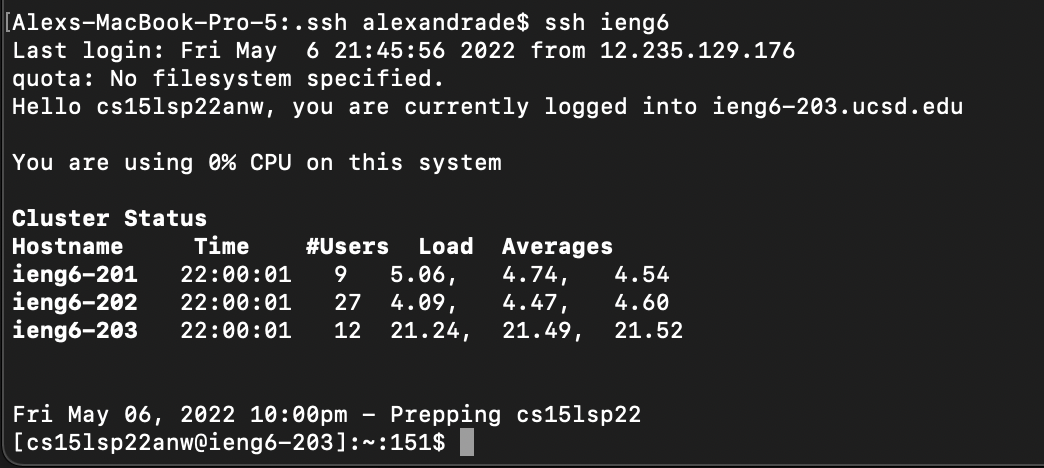 [Alexs-MacBook-Pro-5:.ssh alexandrade$ ssh ieng6
Last login: Fri May  6 21:45:56 2022 from 12.235.129.176
quota: No filesystem specified.
Hello cs15lsp22anw, you are currently logged into ieng6-203.ucsd.edu
You are using 0% CPU on this system
Cluster Status
Hostname     Time    #Users  Load  Averages
ieng6-201   22:00:01   9   5.06,   4.74,   4.54
ieng6-202   22:00:01   27  4.09,   4.47,   4.60
ieng6-203   22:00:01   12  21.24,  21.49,  21.52
Fri May 06, 2022 10:00pm - Prepping cs15lsp22
[cs15lsp22anw@ieng6-203]:~:151$